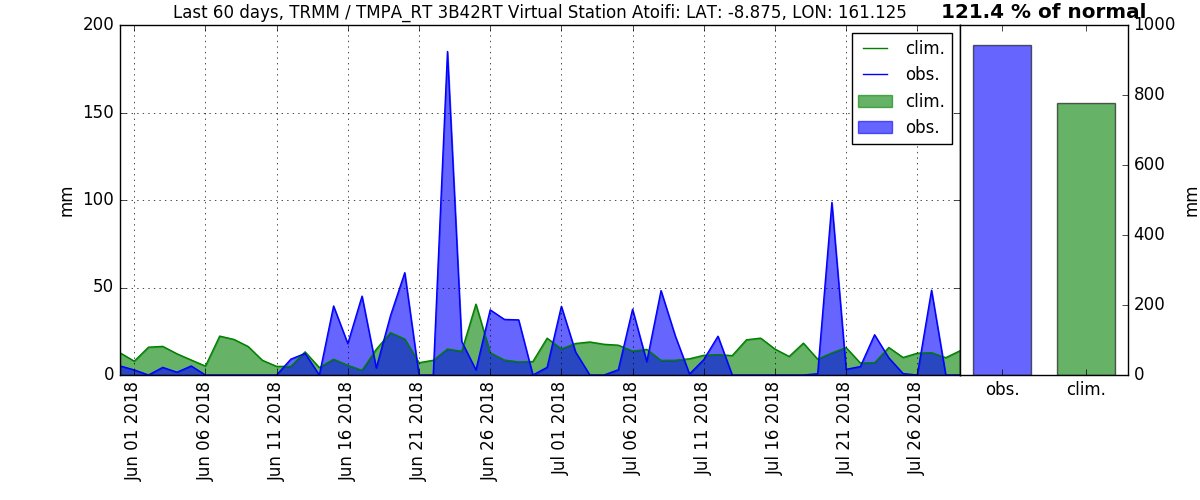 Last 60 days, TRMM / TMPA_RT 3B42RT Virtual Station Atoifi: LAT: -8.875, LON: 161.125
121.4 % of normal
200
150
100
50
0
mm
clim.
obs.
clim.
obs.
1000
800
600
400
200
0
mm
obs.
clim.
Jun 01 2018
Jun 06 2018
Jun 11 2018
Jun 16 2018
Jun 21 2018
Jun 26 2018
Jul 01 2018
Jul 06 2018
Jul 11 2018
Jul 16 2018
Jul 21 2018
Jul 26 2018